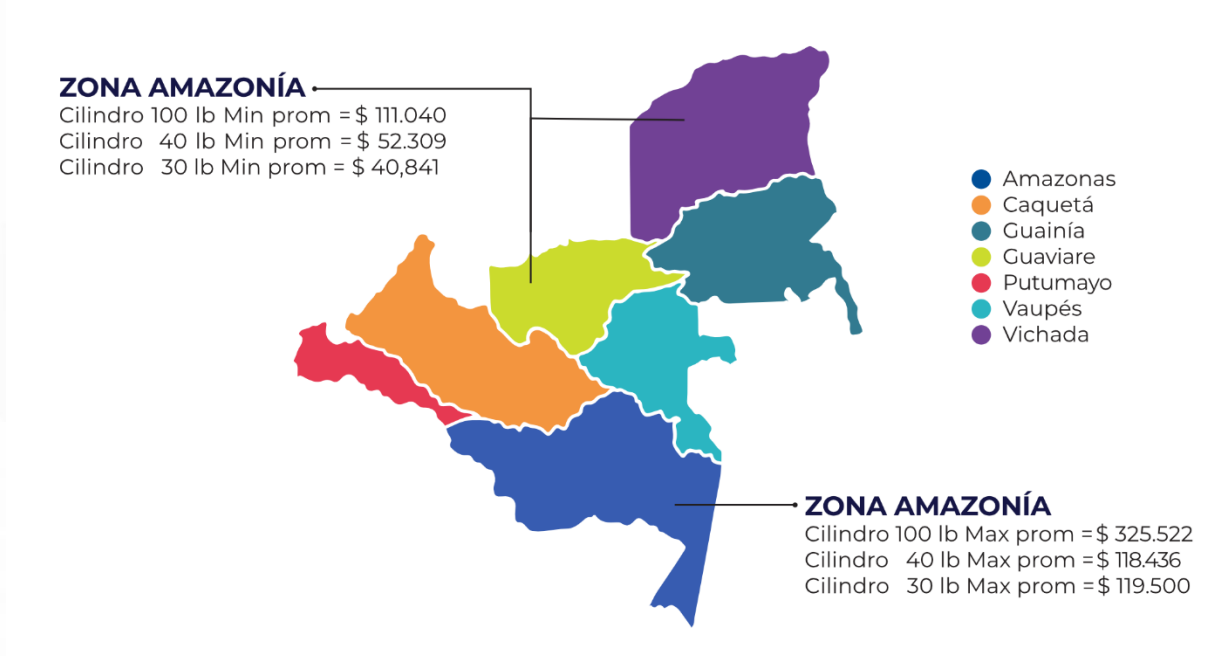 ZONA AMAZONÍA
Cilindro 100 lb Min prom = $ 111.040
Cilindro 40 lb Min prom = $ 52.309
Cilindro 30 lb Min prom = $ 40,841
Amazonas
Caquetá
Guainía
Guaviare
Putumayo
Vaupés
Vichada
ZONA AMAZONÍA
Cilindro 100 lb Max prom = $ 325.522
Cilindro 40 lb Max prom = $ 118.436
Cilindro 30 lb Max prom = $ 119.500